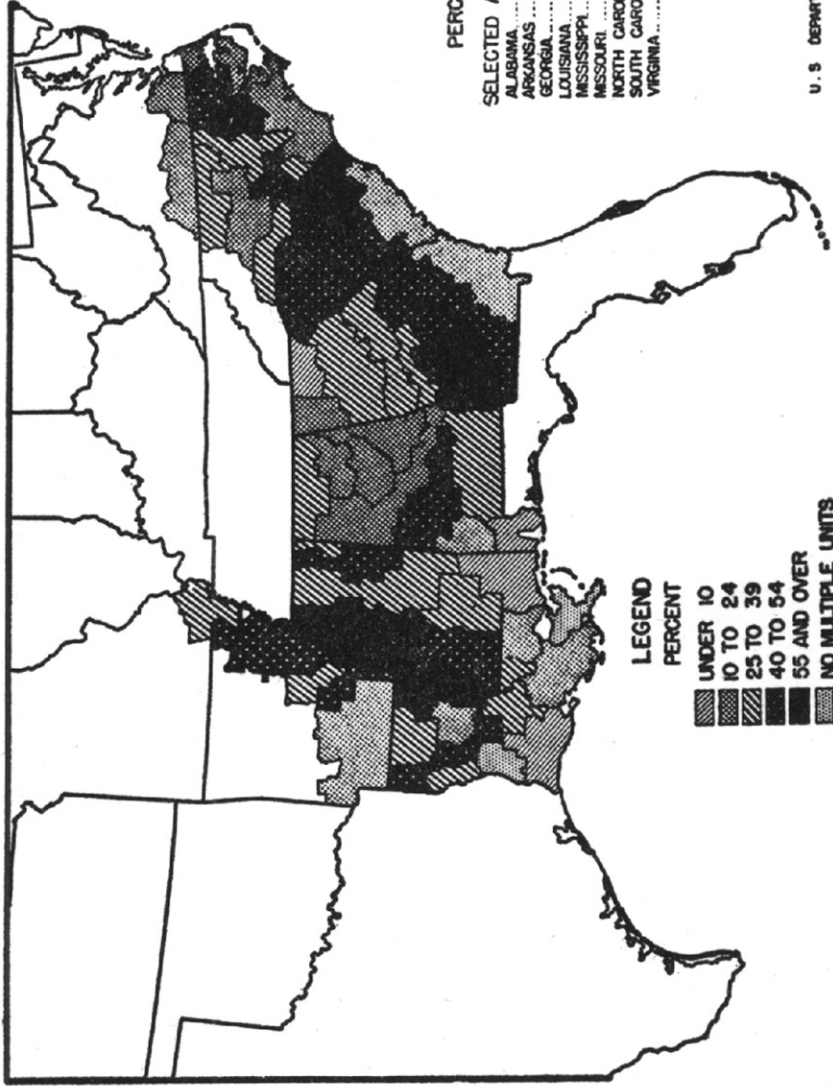 PERC
SELECTED A
ALABAMA
ARKANSAS
GEORGIA
LOUISIANA
MISSISSIPPI
MISSOURI
NORTH CARO
SOUTH CARO
VIRGINIA
U. S DEPART
LEGEND
PERCENT
UNDER 10
10 TO 24
25 TO 39
40 TO 54
55 AND OVER
NO MULTIPLE UNITS